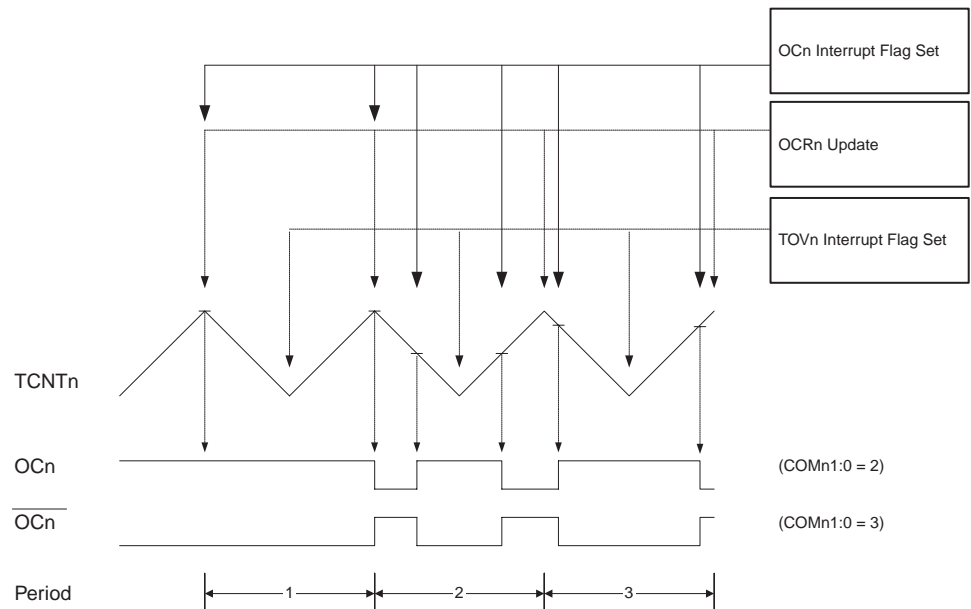 OCn Interrupt Flag Set
OCRn Update
TOVn Interrupt Flag Set
TCNTn
OCn
(COMn1:0 = 2)
OCn
(COMn1:0 = 3)
Period
1
2
3